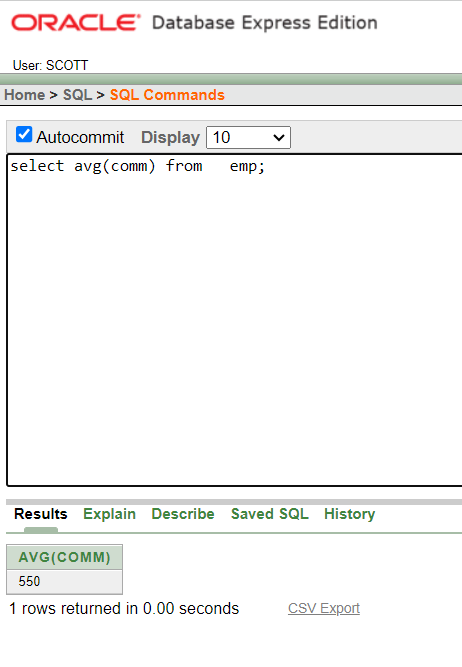 ORACLE Database Express Edition
User: SCOTT
Home > SQL > SQL Commands
Autocommit Display 10
select avg(comm) from   emp;
Results Explain Describe Saved SQL History
AVG(COMM)
550
1 rows returned in 0.00 seconds CSV Export